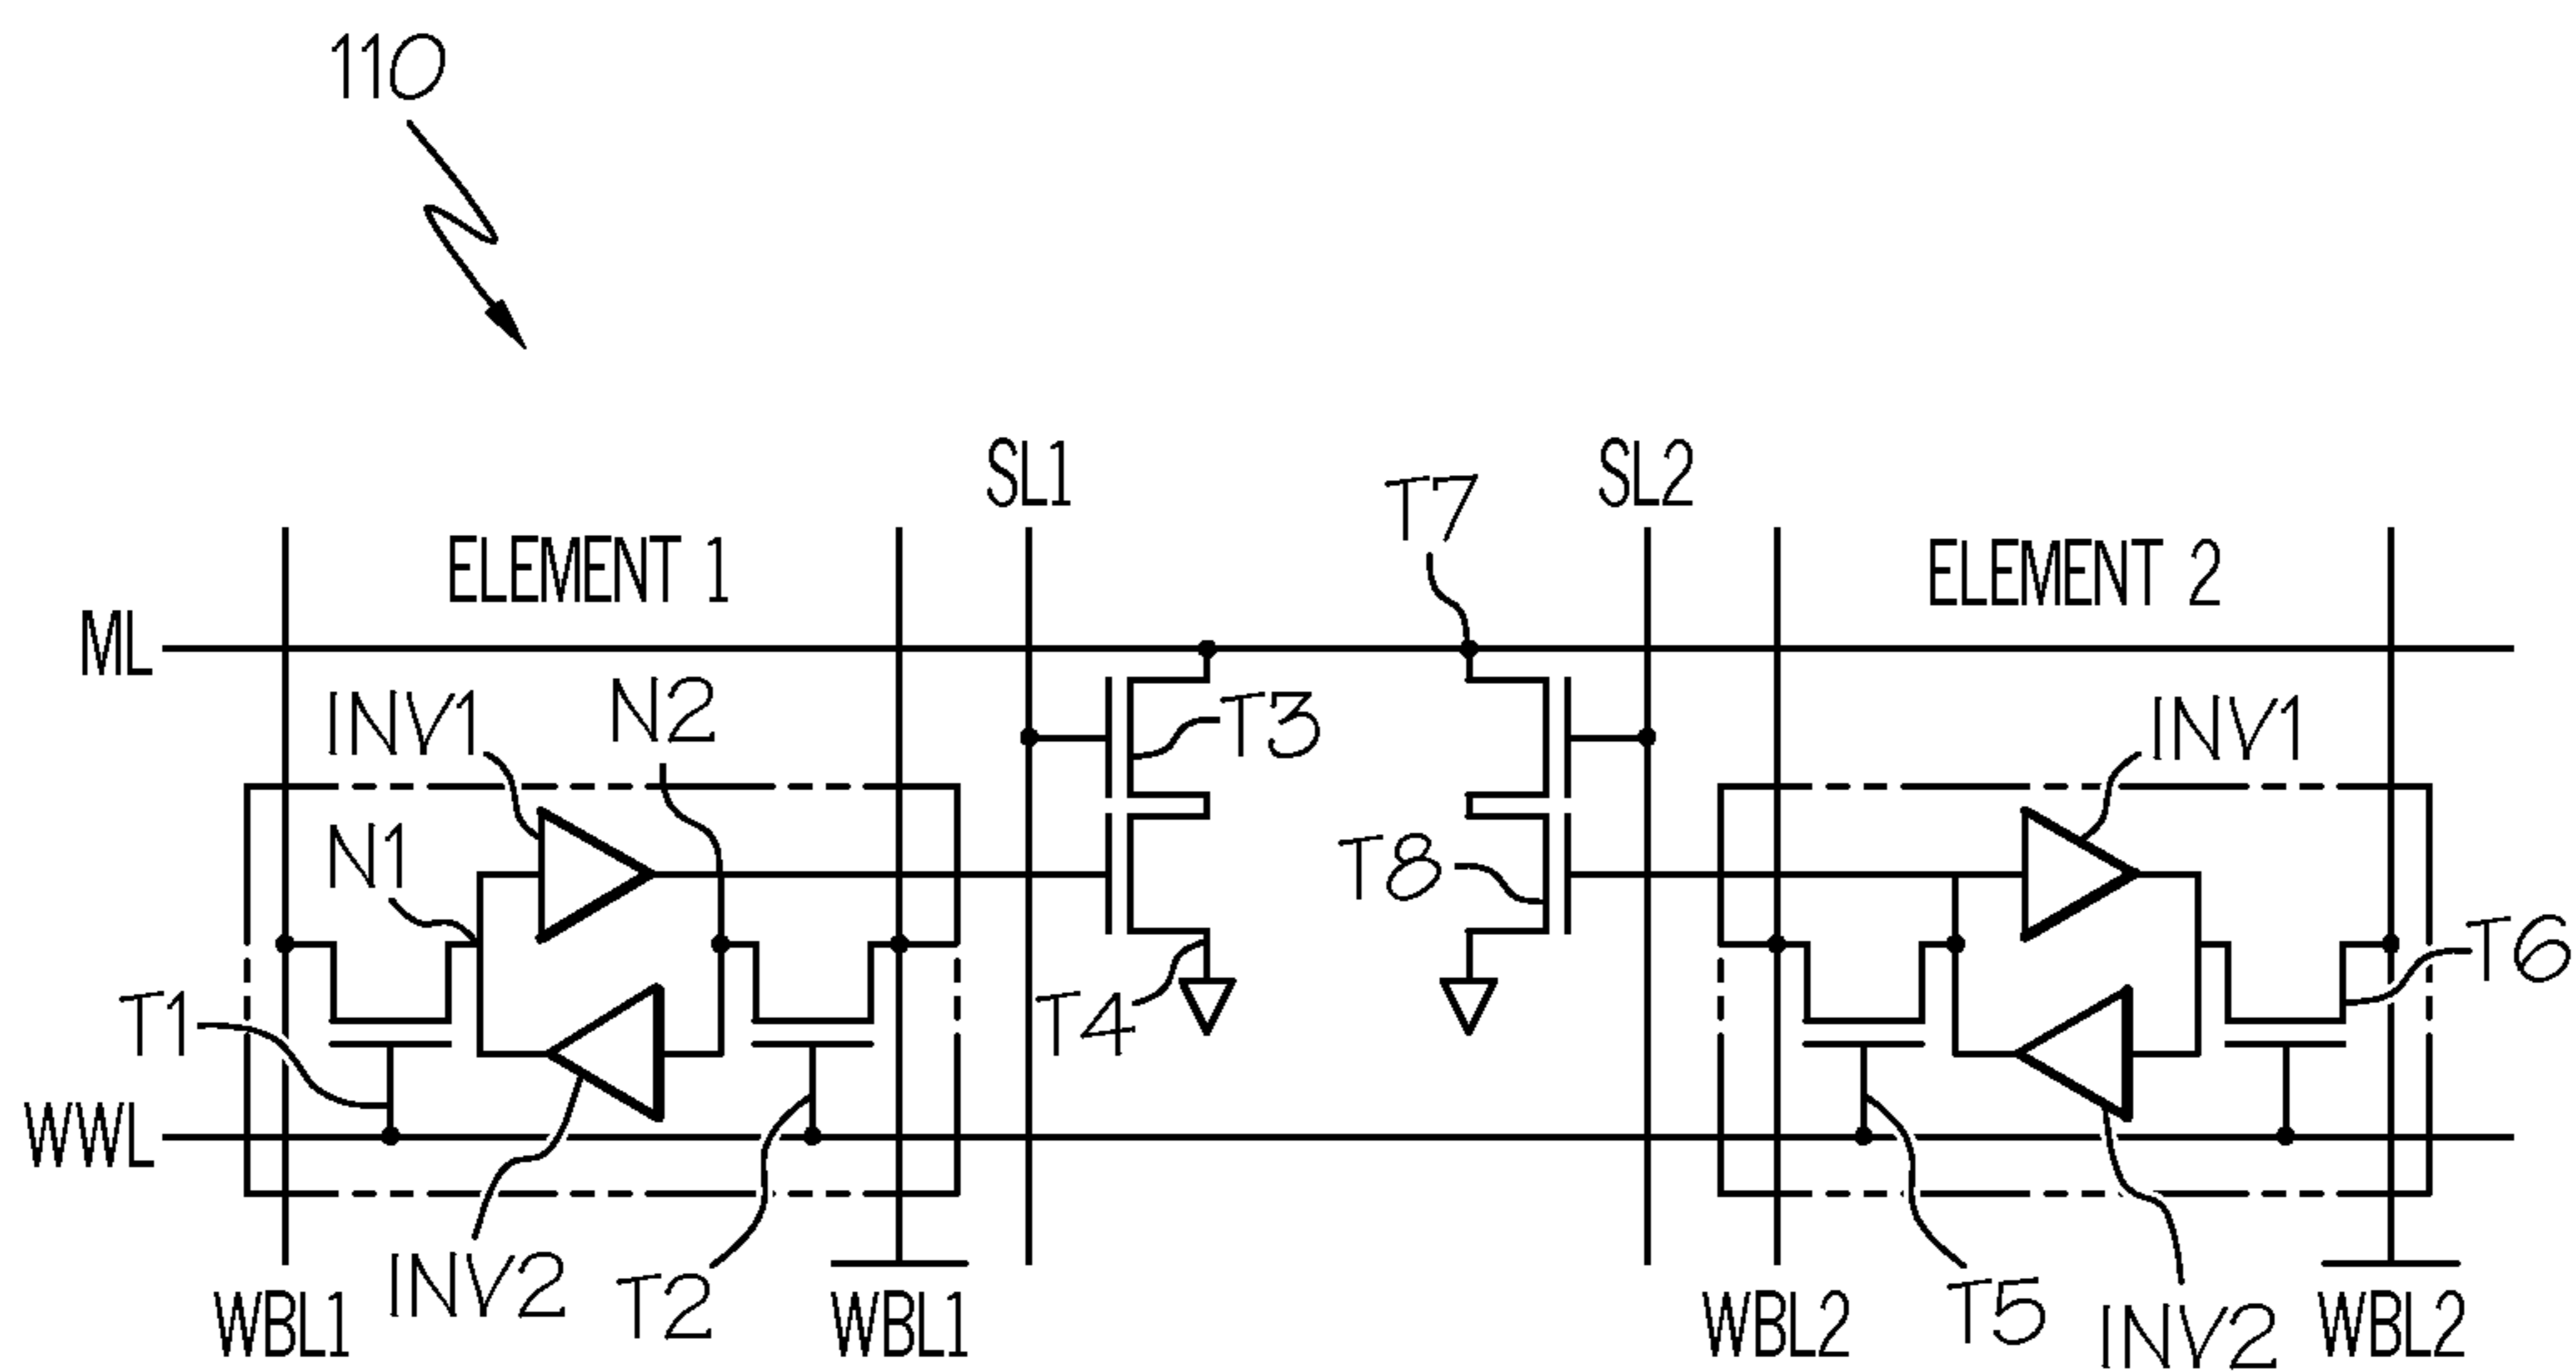 110
SL1
SL2
T7
ELEMENT 1
ELEMENT 2
ML
INV1
N2
T3
INV1
N1
T8
T6
T1
T4
WWL
INV2
T2
T5
INV2
WBL1
WBL1
WBL2
WBL2